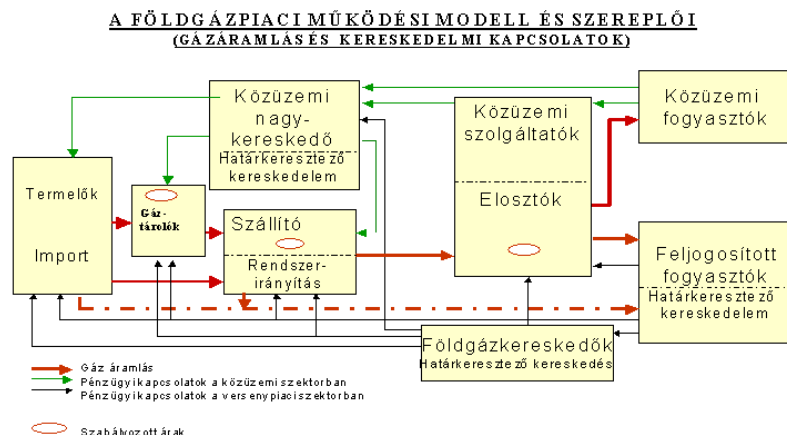 A FÖLDGÁZPIACI MŰKÖDÉSI MODELL ÉS SZEREPLŐI
(GÁZÁRAMLÁS ÉS KERESKEDELMI KAPCSOLATOK)
Közüzemi
nagy-
kereskedő
Határkeresztező
kereskedelem
Közüzemi
szolgáltatók
Elosztók
Közüzemi
fogyasztók
Termelők
Import
Gáz-
tárolók
Szállító
Rendszer-
irányítás
Feljogosított
fogyasztók
Határkeresztező
kereskedelem
Földgázkereskedők
Határkeresztező kereskedés
Gáz áramlás
Pénzügyi kapcsolatok a közüzemi szektorban
Pénzügyi kapcsolatok a versenypiaci szektorban
Szabályozott árak